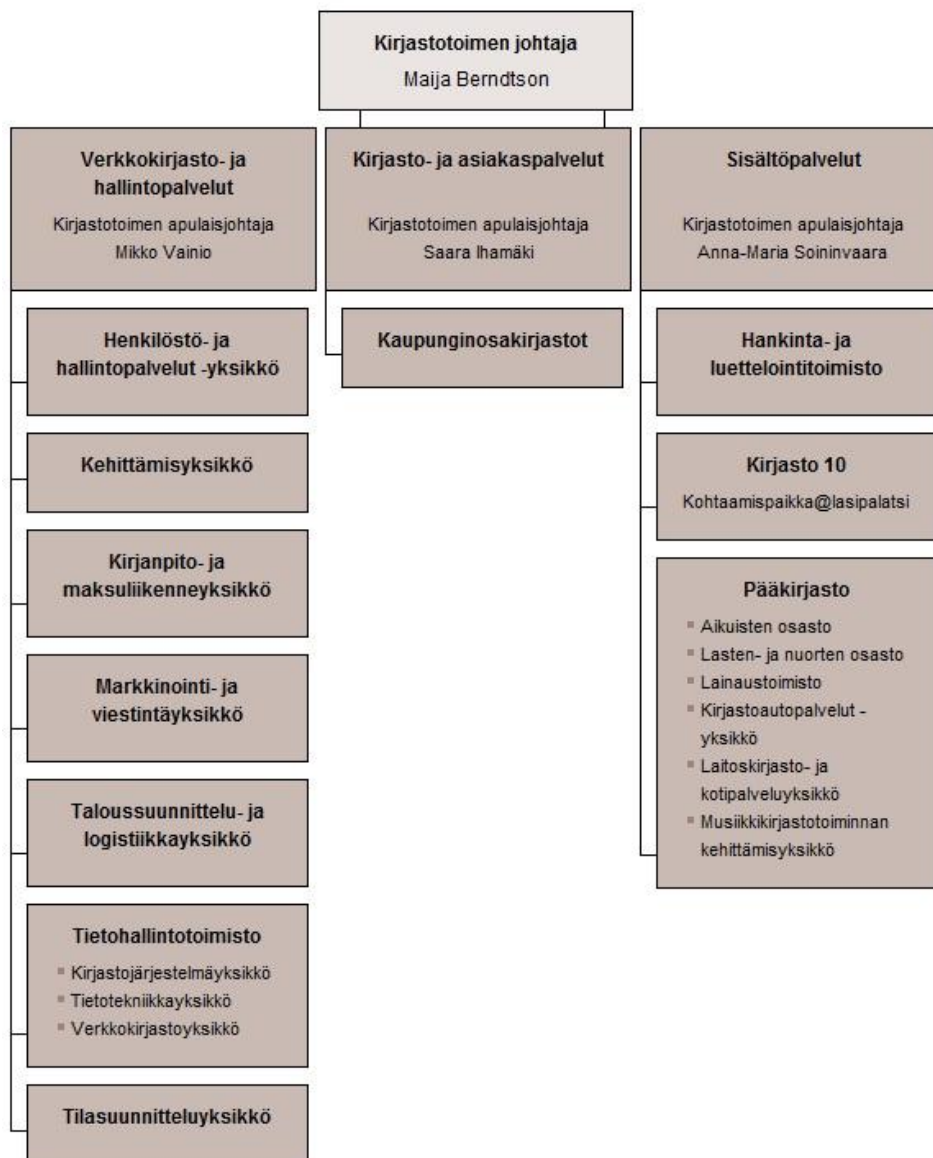 Kirjastotoimen johtaja
Maija Berndtson
Verkkokirjasto- ja
hallintopalvelut
Kirjastotoimen apulaisjohtaja
Mikko Vainio
Henkilöstö- ja
hallintopalvelut -yksikkö
Kehittämisyksikkö
Kirjanpito- ja
maksuliikenneyksikkö
Markkinointi- ja
viestintäyksikkö
Taloussuunnittelu- ja
logistiikkayksikkö
Tietohallintotoimisto
▪ Kirjastojärjestelmäyksikkö
▪ Tietotekniikkayksikkö
▪ Verkkokirjastoyksikkö
Tilasuunnitteluyksikkö
Kirjasto- ja asiakaspalvelut
Kirjastotoimen apulaisjohtaja
Saara Ihamäki
Kaupunginosakirjastot
Sisältöpalvelut
Kirjastotoimen apulaisjohtaja
Anna-Maria Soininvaara
Hankinta- ja
luettelointitoimisto
Kirjasto 10
Kohtaamispaikka@lasipalatsi
Pääkirjasto
▪ Aikuisten osasto
▪ Lasten- ja nuorten osasto
▪ Lainaustoimisto
▪ Kirjastoautopalvelut -
yksikkö
▪ Laitoskirjasto- ja
kotipalveluyksikkö
▪ Musiikkikirjastotoiminnan
kehittämisyksikkö